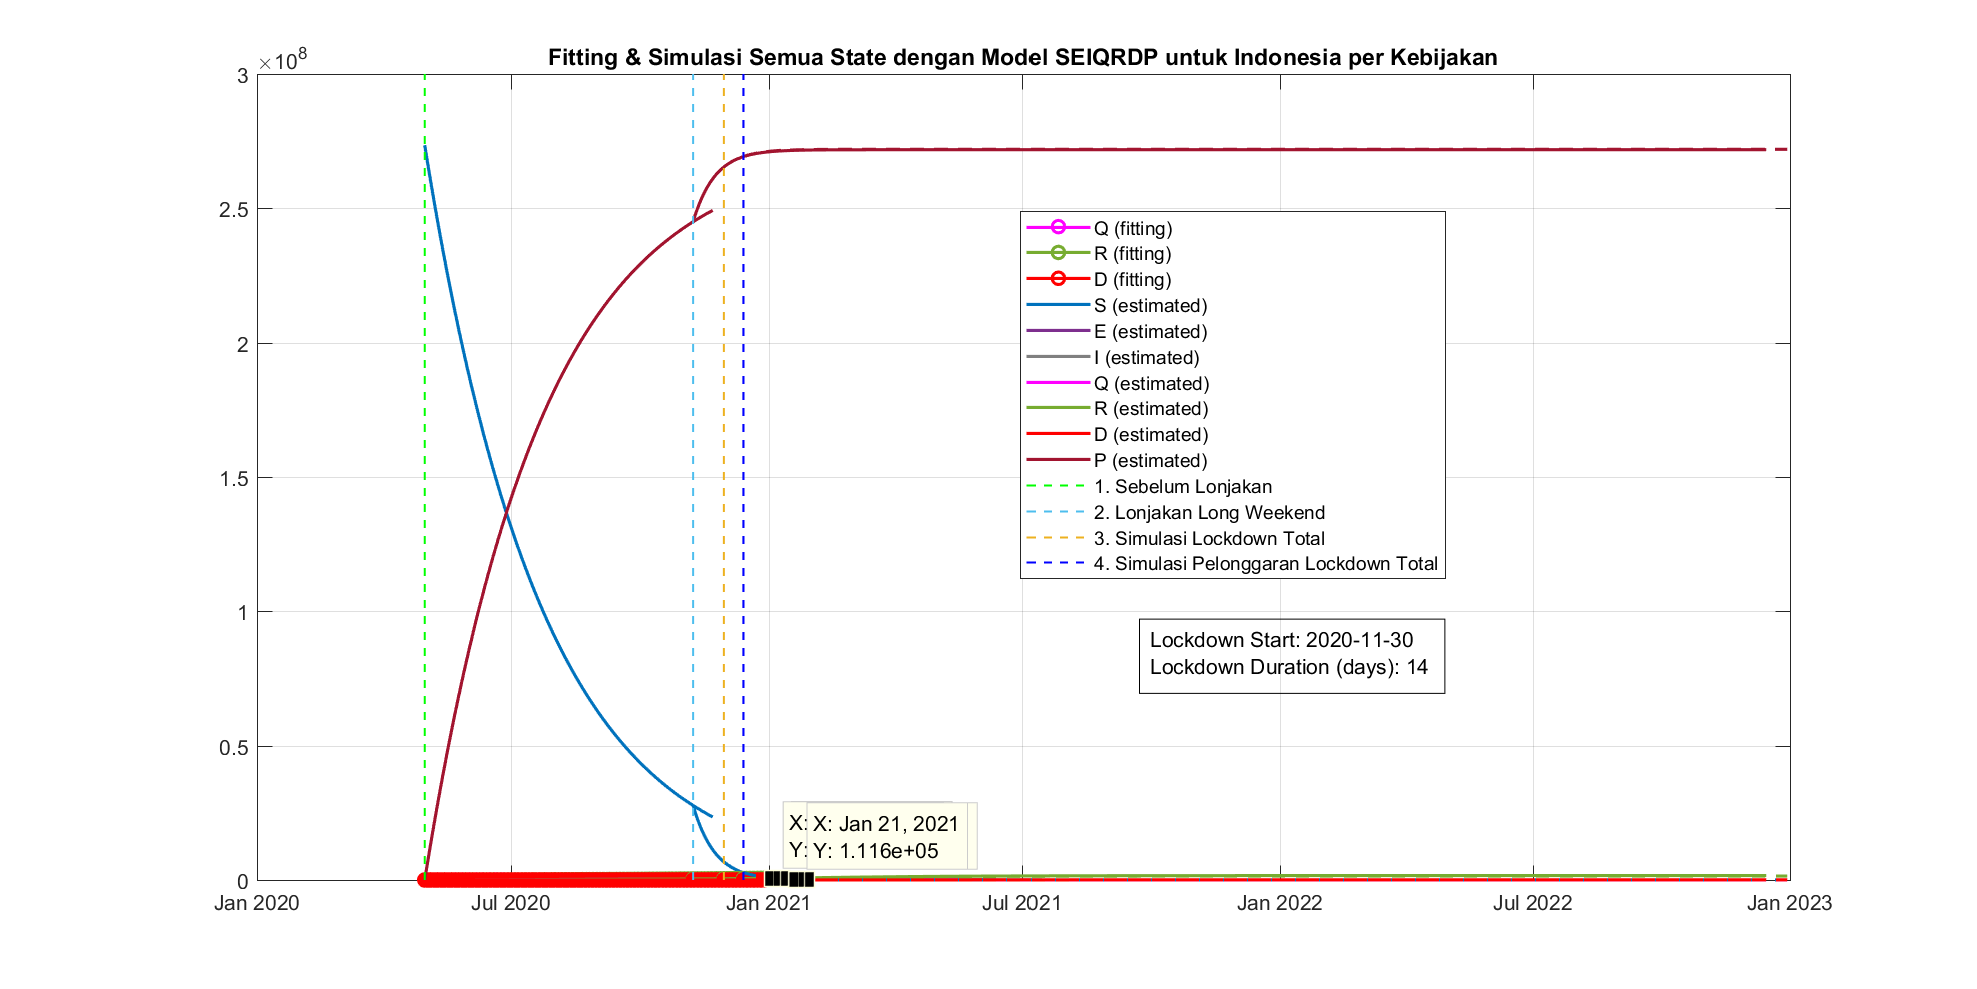 Fitting & Simulasi Semua State dengan Model SEIQRDP untuk Indonesia per Kebijakan
×10^8
3
2.5
2
1.5
1
0.5
0
Q (fitting)
R (fitting)
D (fitting)
S (estimated)
E (estimated)
I (estimated)
Q (estimated)
R (estimated)
D (estimated)
P (estimated)
1. Sebelum Lonjakan
2. Lonjakan Long Weekend
3. Simulasi Lockdown Total
4. Simulasi Pelonggaran Lockdown Total
Lockdown Start: 2020-11-30
Lockdown Duration (days): 14
X: X: Jan 21, 2021
Y: Y: 1.116e+05
Jan 2020 Jul 2020 Jan 2021 Jul 2021 Jan 2022 Jul 2022 Jan 2023